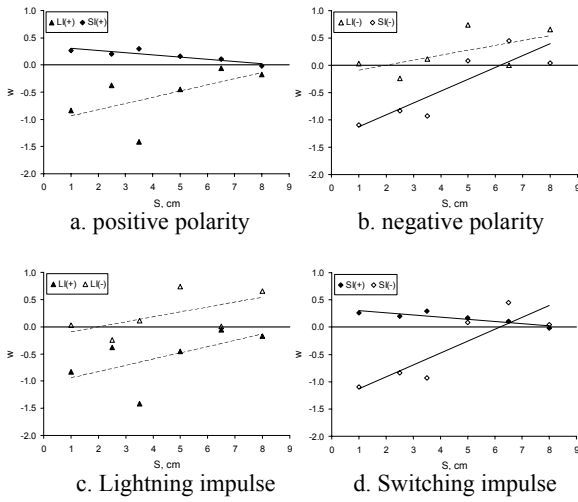 LI(+) SI(+)
1.0
0.5
0.0
-0.5
-1.0
-1.5
-2.0
w
0 1 2 3 4 5 6 7 8 9
S, cm
a. positive polarity
LI(-) SI(-)
1.0
0.5
0.0
-0.5
-1.0
-1.5
-2.0
w
0 1 2 3 4 5 6 7 8 9
S, cm
b. negative polarity
LI(+) LI(-)
1.0
0.5
0.0
-0.5
-1.0
-1.5
-2.0
w
0 1 2 3 4 5 6 7 8 9
S, cm
c. Lightning impulse
SI(+) SI(-)
1.0
0.5
0.0
-0.5
-1.0
-1.5
-2.0
w
0 1 2 3 4 5 6 7 8 9
S, cm
d. Switching impulse